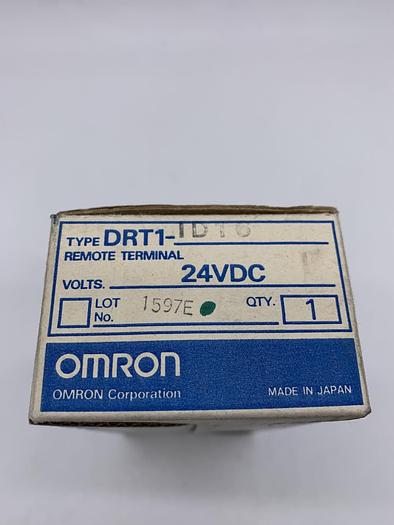 TYPE DRT1-ID16
REMOTE TERMINAL
VOLTS. 24VDC
LOT No. 1597E QTY. 1
OMRON
OMRON Corporation MADE IN JAPAN